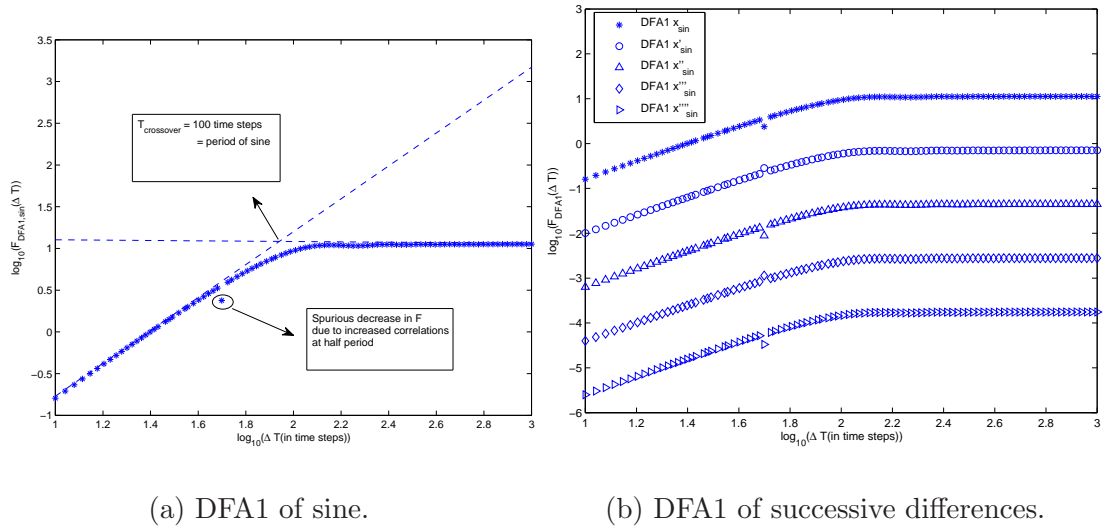 3.5
3
2.5
2
1.5
1
0.5
0
−0.5
−1
log10(FDFA1,sin(Δ T))
Tcrossover = 100 time steps
= period of sine
Spurious decrease in F
due to increased correlations
at half period
1 1.2 1.4 1.6 1.8 2 2.2 2.4 2.6 2.8 3
log10(Δ T(in time steps))
(a) DFA1 of sine.
3
2
1
0
−1
−2
−3
−4
−5
−6
log10(FDFA1(Δ T))
DFA1 xsin
DFA1 x'sin
DFA1 x''sin
DFA1 x'''sin
DFA1 x''''sin
1 1.2 1.4 1.6 1.8 2 2.2 2.4 2.6 2.8 3
log10(Δ T(in time steps))
(b) DFA1 of successive differences.